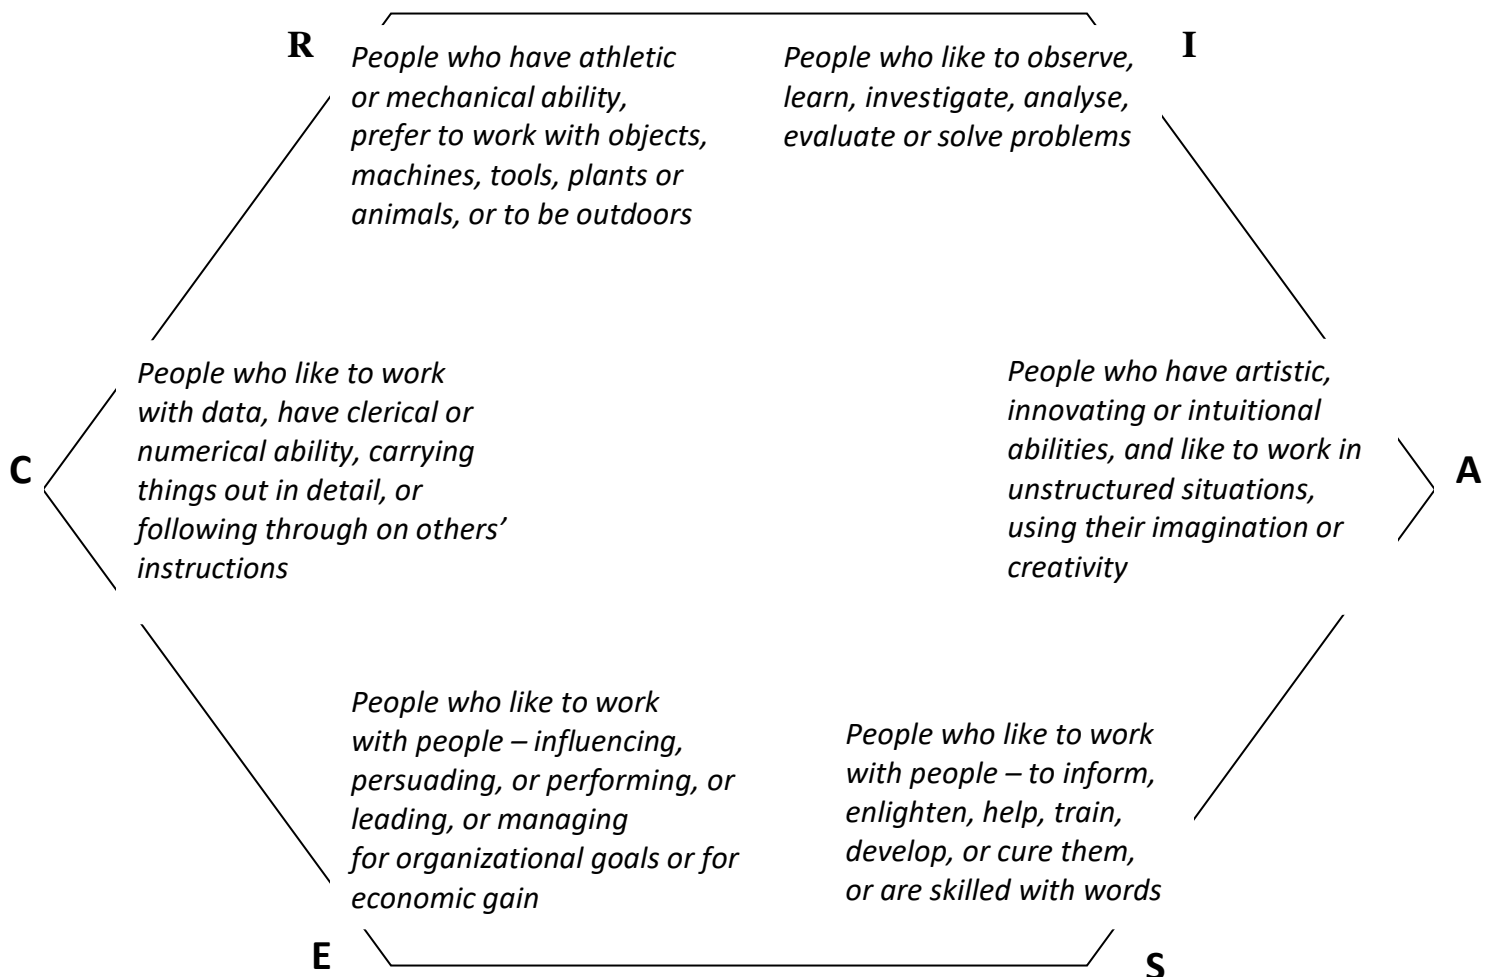 R
People who have athletic
or mechanical ability,
prefer to work with objects,
machines, tools, plants or
animals, or to be outdoors
I
People who like to observe,
learn, investigate, analyse,
evaluate or solve problems
C
People who like to work
with data, have clerical or
numerical ability, carrying
things out in detail, or
following through on others’
instructions
A
People who have artistic,
innovating or intuitional
abilities, and like to work in
unstructured situations,
using their imagination or
creativity
E
People who like to work
with people – influencing,
persuading, or performing, or
leading, or managing
for organizational goals or for
economic gain
S
People who like to work
with people – to inform,
enlighten, help, train,
develop, or cure them,
or are skilled with words